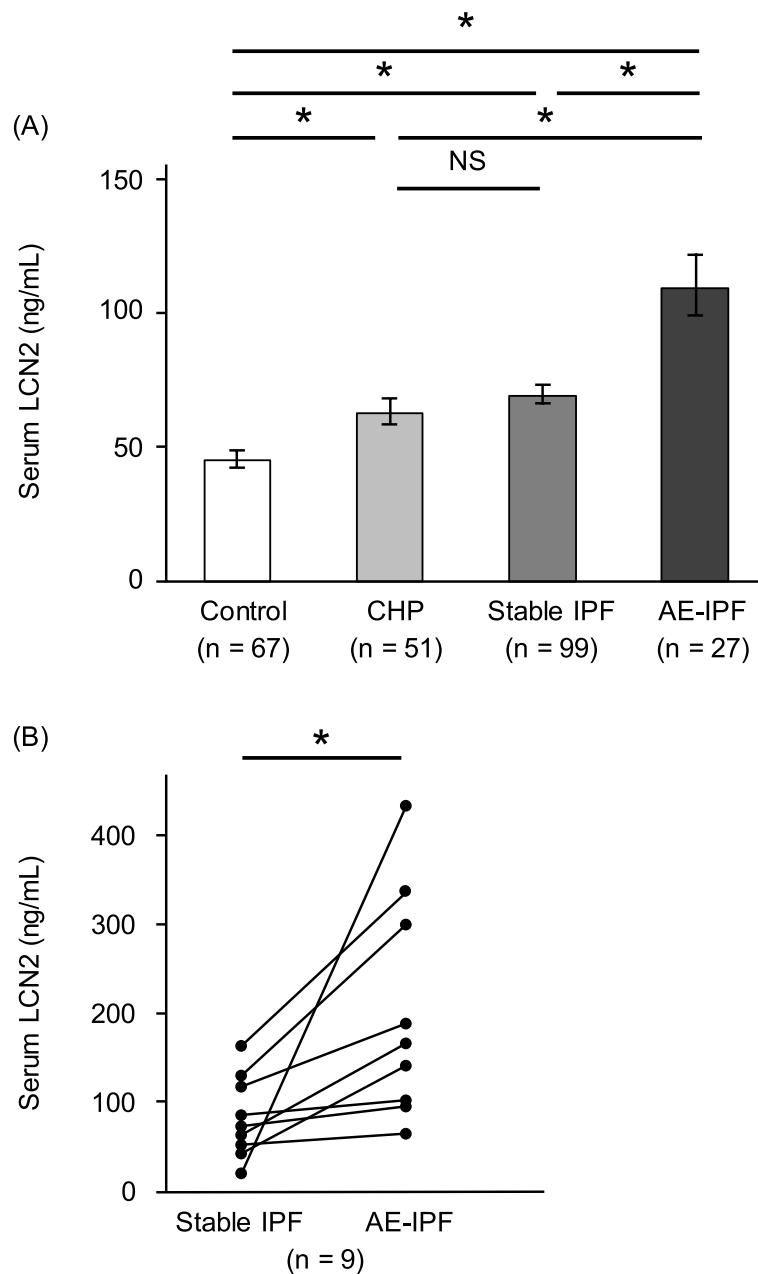 *
*
*
(A)
*
*
NS
150
100
50
0
Serum LCN2 (ng/mL)
Control
CHP
Stable IPF
AE-IPF
(n = 67)
(n = 51)
(n = 99)
(n = 27)
(B)
*
400
300
200
100
0
Serum LCN2 (ng/mL)
Stable IPF
AE-IPF
(n = 9)